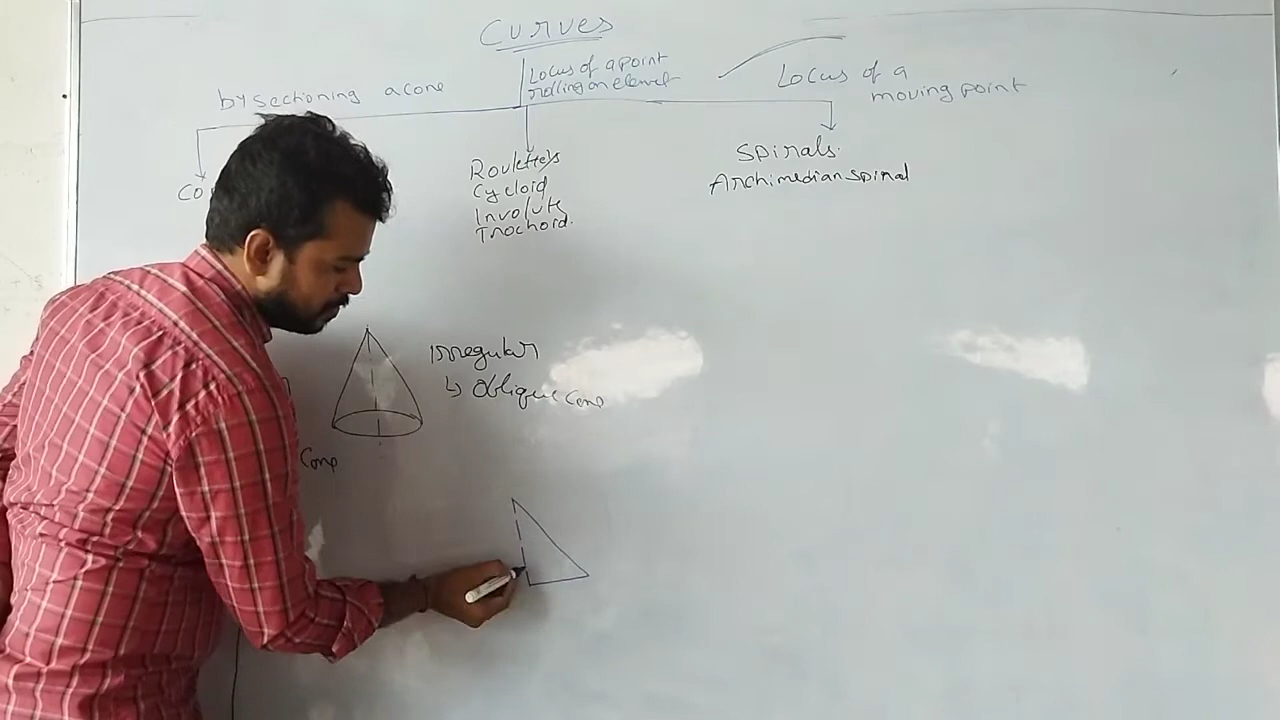 Curves
Locus of a point
rolling on element
by sectioning a cone
Locus of a
moving point
Co
Roulettes
Cycloid
Involute
Trochoid.
Spirals.
Archimedian Spiral
Irregular
↳ Oblique Cone
Cone